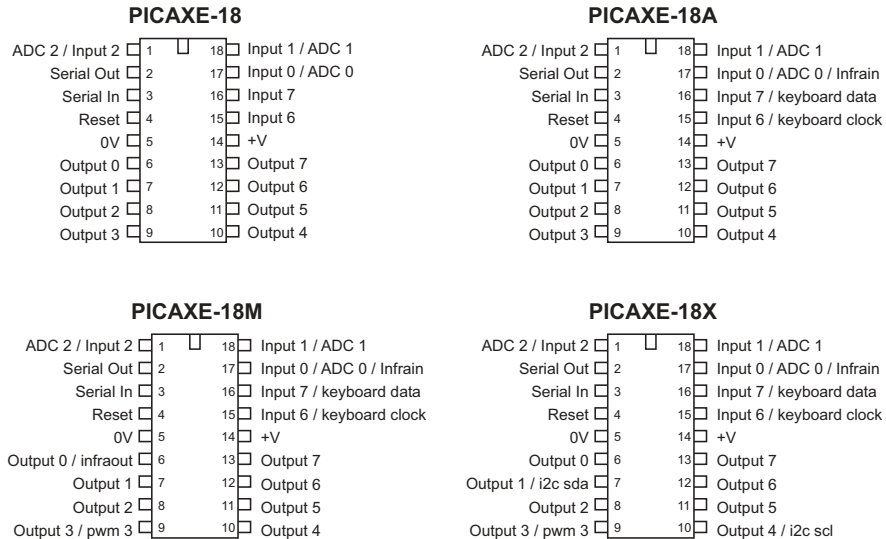 PICAXE-18
ADC 2 / Input 2 1 18 Input 1 / ADC 1
Serial Out 2 17 Input 0 / ADC 0
Serial In 3 16 Input 7
Reset 4 15 Input 6
0V 5 14 +V
Output 0 6 13 Output 7
Output 1 7 12 Output 6
Output 2 8 11 Output 5
Output 3 9 10 Output 4
PICAXE-18A
ADC 2 / Input 2 1 18 Input 1 / ADC 1
Serial Out 2 17 Input 0 / ADC 0 / Infrain
Serial In 3 16 Input 7 / keyboard data
Reset 4 15 Input 6 / keyboard clock
0V 5 14 +V
Output 0 6 13 Output 7
Output 1 7 12 Output 6
Output 2 8 11 Output 5
Output 3 9 10 Output 4
PICAXE-18M
ADC 2 / Input 2 1 18 Input 1 / ADC 1
Serial Out 2 17 Input 0 / ADC 0 / Infrain
Serial In 3 16 Input 7 / keyboard data
Reset 4 15 Input 6 / keyboard clock
0V 5 14 +V
Output 0 / infraout 6 13 Output 7
Output 1 7 12 Output 6
Output 2 8 11 Output 5
Output 3 / pwm 3 9 10 Output 4
PICAXE-18X
ADC 2 / Input 2 1 18 Input 1 / ADC 1
Serial Out 2 17 Input 0 / ADC 0 / Infrain
Serial In 3 16 Input 7 / keyboard data
Reset 4 15 Input 6 / keyboard clock
0V 5 14 +V
Output 0 6 13 Output 7
Output 1 / i2c sda 7 12 Output 6
Output 2 8 11 Output 5
Output 3 / pwm 3 9 10 Output 4 / i2c scl